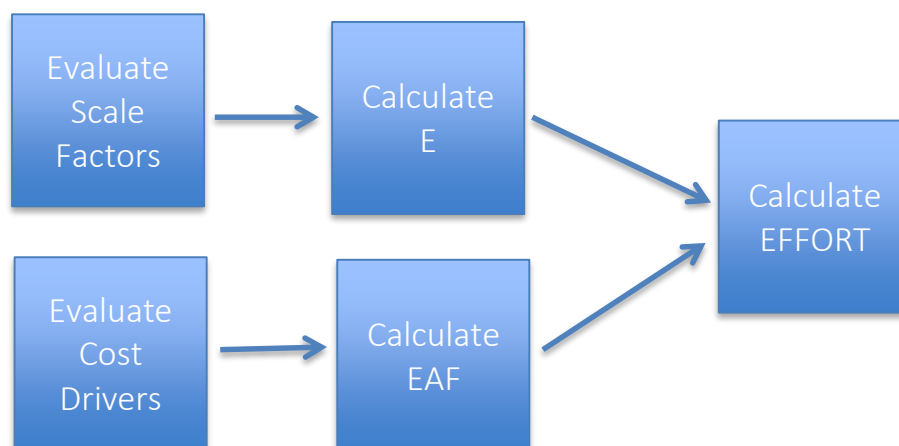 Evaluate
Scale
Factors
Calculate
E
Calculate
EFFORT
Evaluate
Cost
Drivers
Calculate
EAF